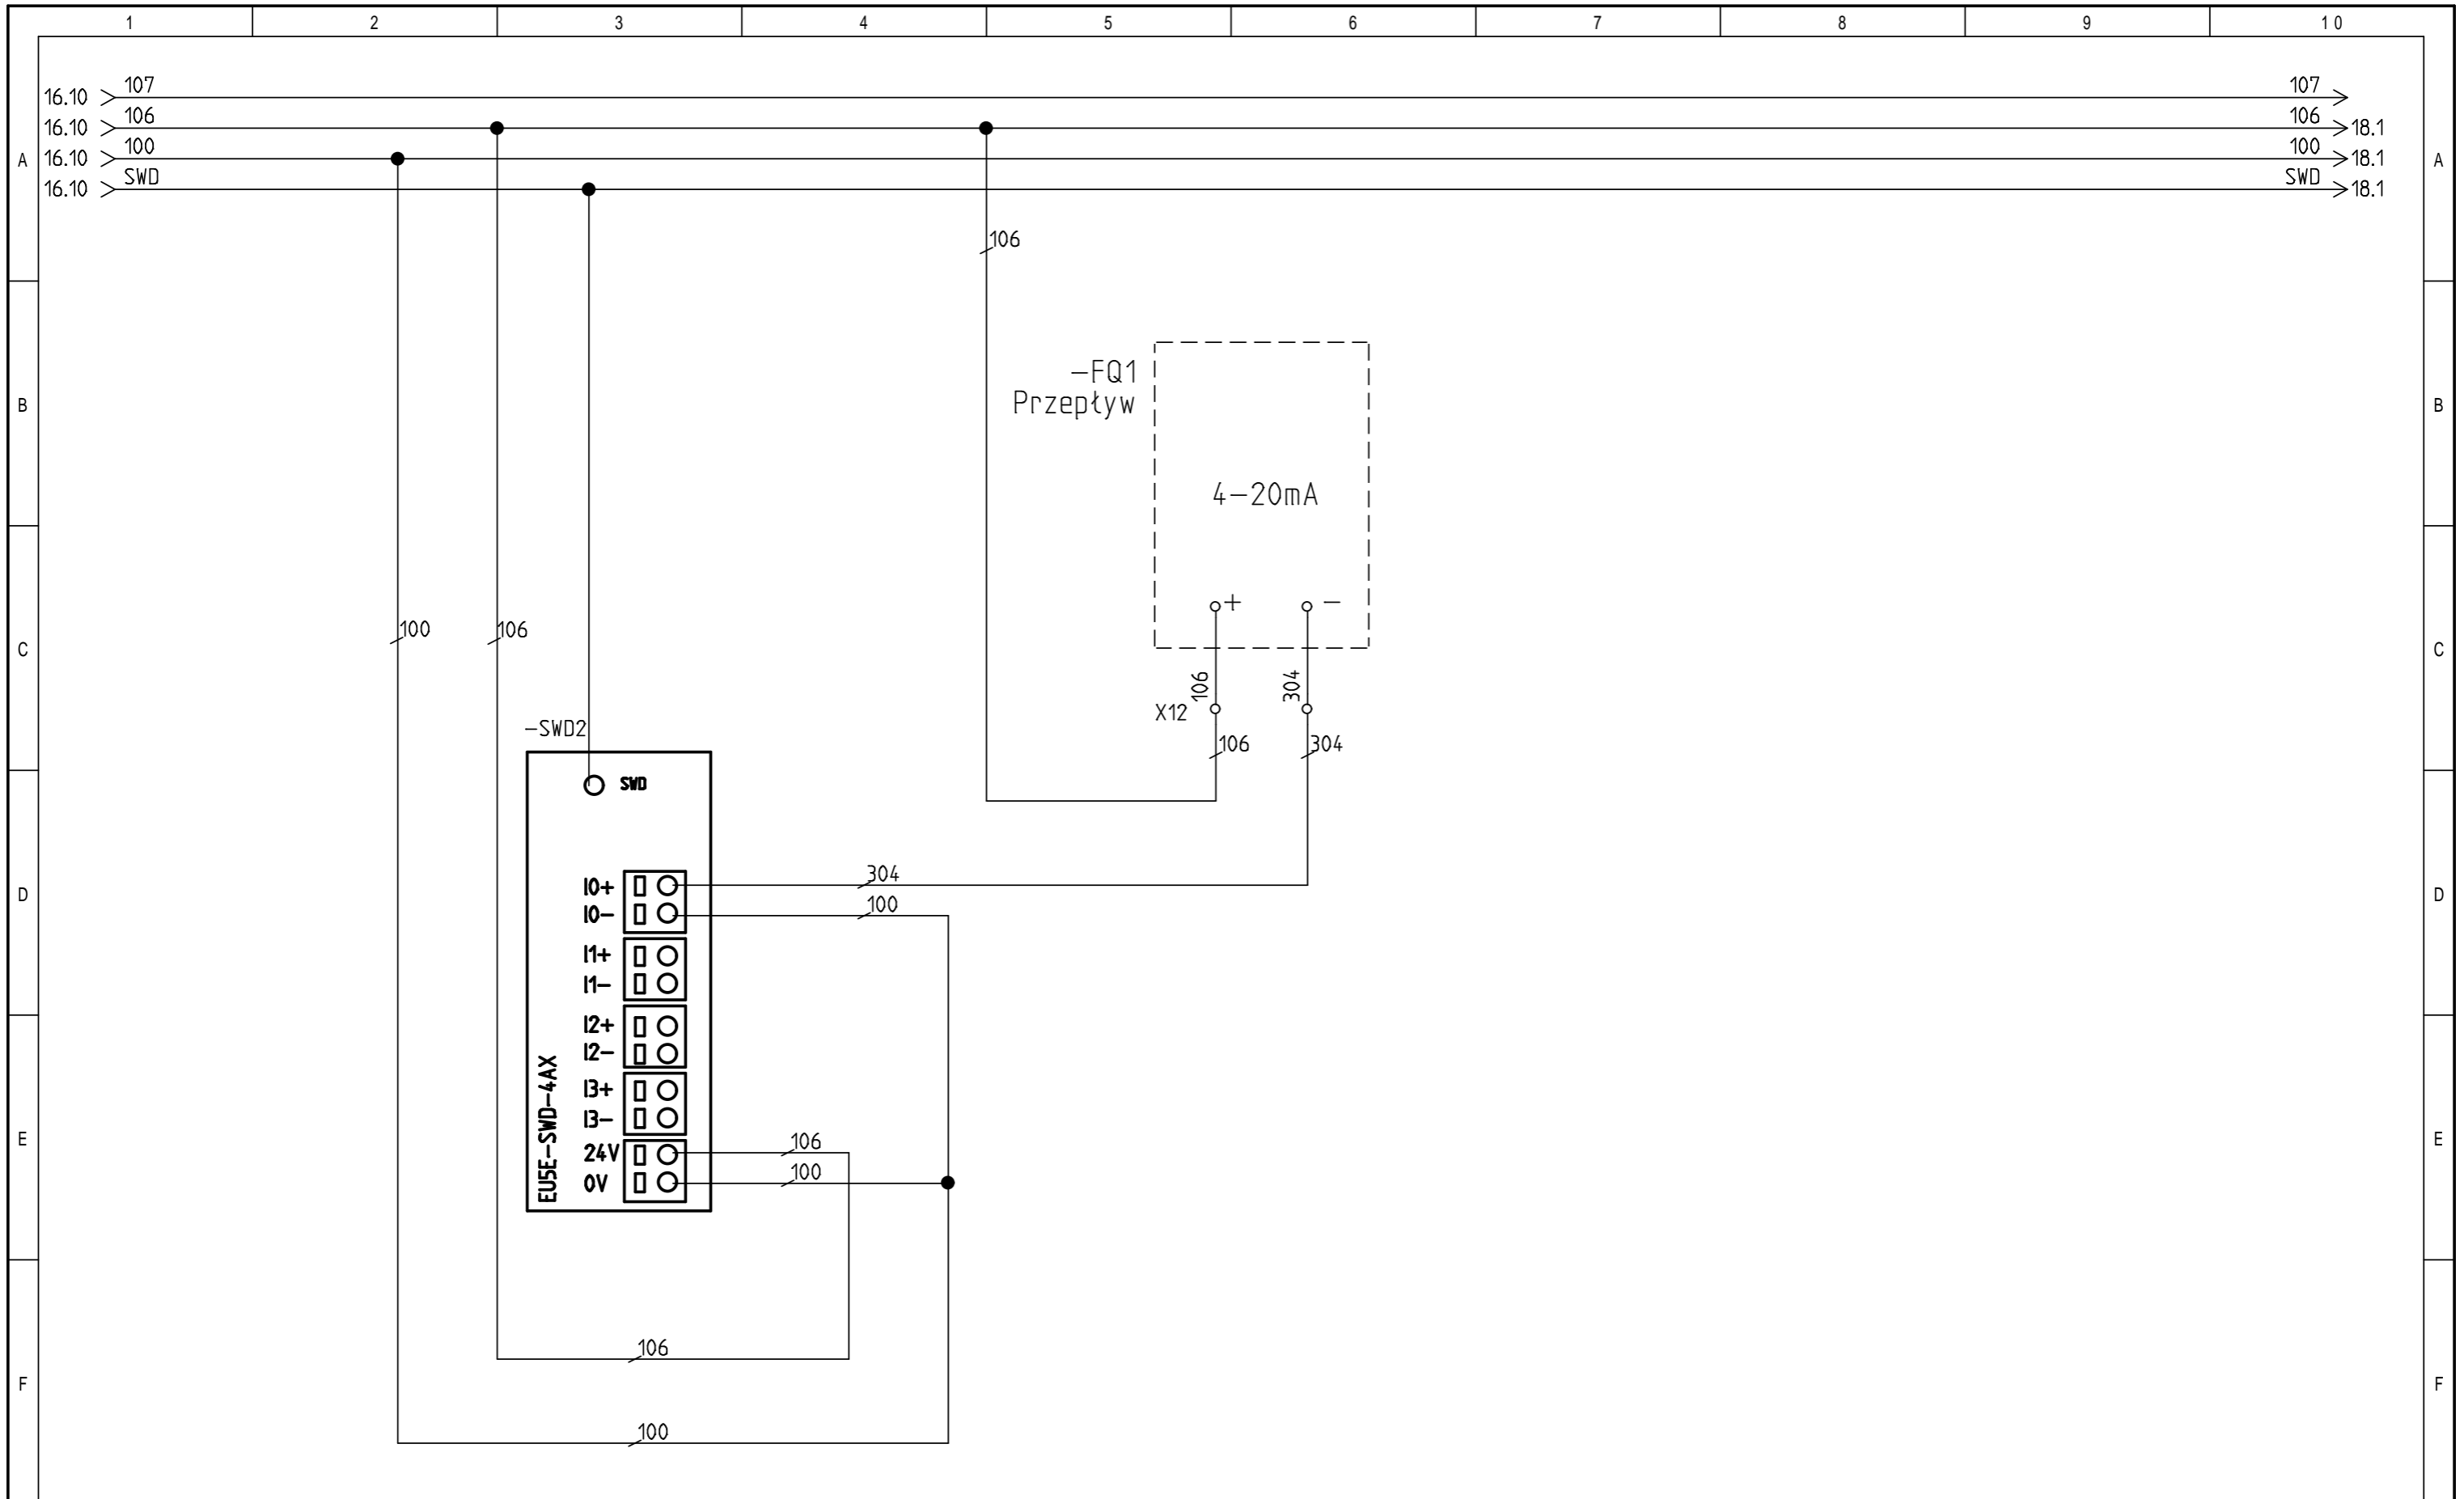 1 2 3 4 5 6 7 8 9 10
16.10 107 107
16.10 106 106 18.1
A 16.10 100 100 18.1 A
16.10 SWD SWD 18.1
106
-FQ1
Przepływ
B B
4-20mA
+ -
100 106
C C
106 304
X12
-SWD2
106 304
SWD
304
I0+
D D
100
I0-
I1+
I1-
I2+
I2-
I3+
I3-
EU5E-SWD-4AX
106
E E
24V
100
0V
106
F F
100